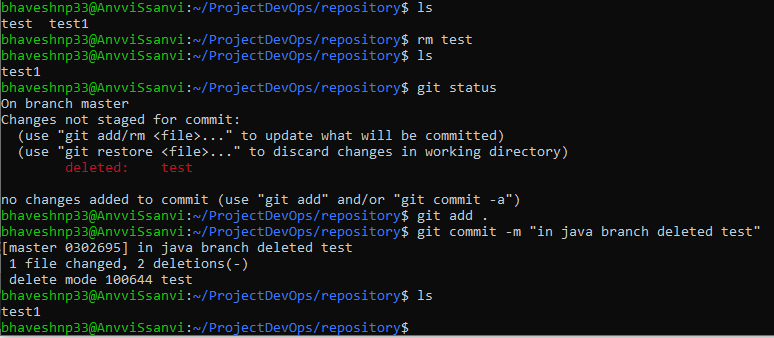 bhaveshnp33@AnvviSsanvi:~/ProjectDevOps/repository$ ls
test  test1
bhaveshnp33@AnvviSsanvi:~/ProjectDevOps/repository$ rm test
bhaveshnp33@AnvviSsanvi:~/ProjectDevOps/repository$ ls
test1
bhaveshnp33@AnvviSsanvi:~/ProjectDevOps/repository$ git status
On branch master
Changes not staged for commit:
  (use "git add/rm <file>..." to update what will be committed)
  (use "git restore <file>..." to discard changes in working directory)
        deleted:    test

no changes added to commit (use "git add" and/or "git commit -a")
bhaveshnp33@AnvviSsanvi:~/ProjectDevOps/repository$ git add .
bhaveshnp33@AnvviSsanvi:~/ProjectDevOps/repository$ git commit -m "in java branch deleted test"
[master 0302695] in java branch deleted test
 1 file changed, 2 deletions(-)
 delete mode 100644 test
bhaveshnp33@AnvviSsanvi:~/ProjectDevOps/repository$ ls
test1
bhaveshnp33@AnvviSsanvi:~/ProjectDevOps/repository$